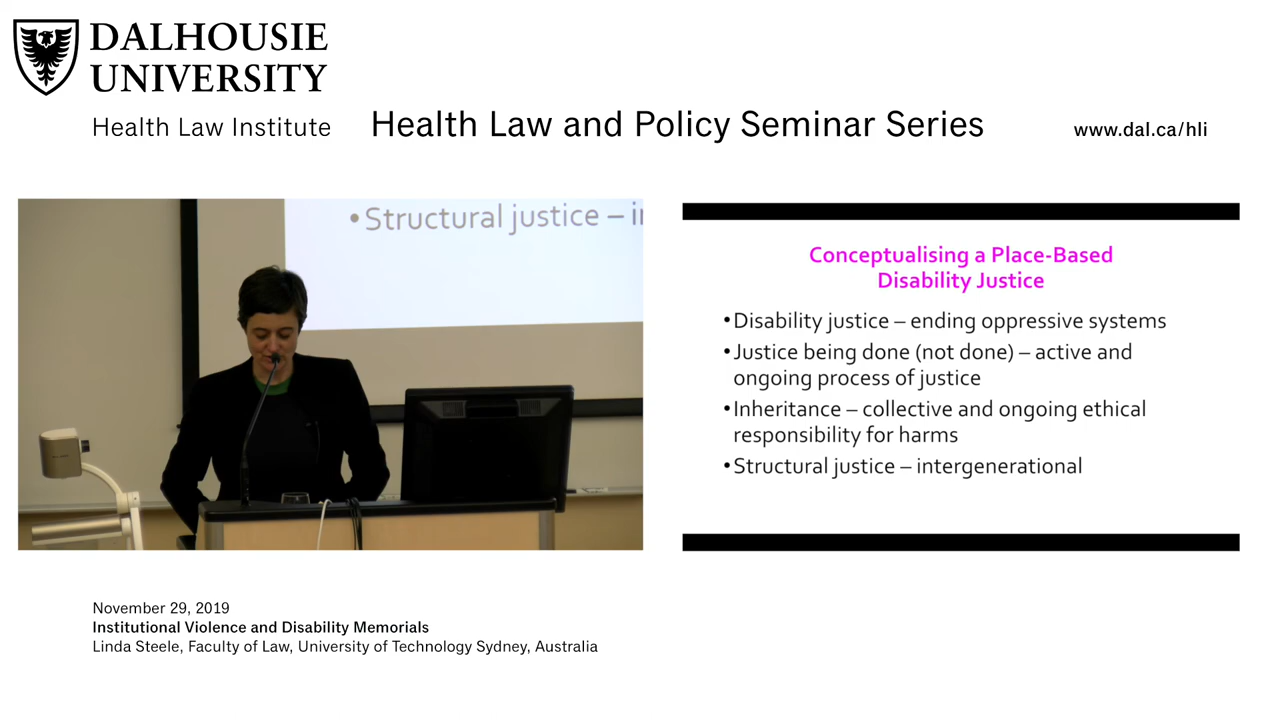 DALHOUSIE
UNIVERSITY
Health Law Institute
Health Law and Policy Seminar Series
www.dal.ca/hli
•Structural justice –
Conceptualising a Place-Based
Disability Justice
•Disability justice – ending oppressive systems
•Justice being done (not done) – active and
ongoing process of justice
•Inheritance – collective and ongoing ethical
responsibility for harms
•Structural justice – intergenerational
November 29, 2019
Institutional Violence and Disability Memorials
Linda Steele, Faculty of Law, University of Technology Sydney, Australia